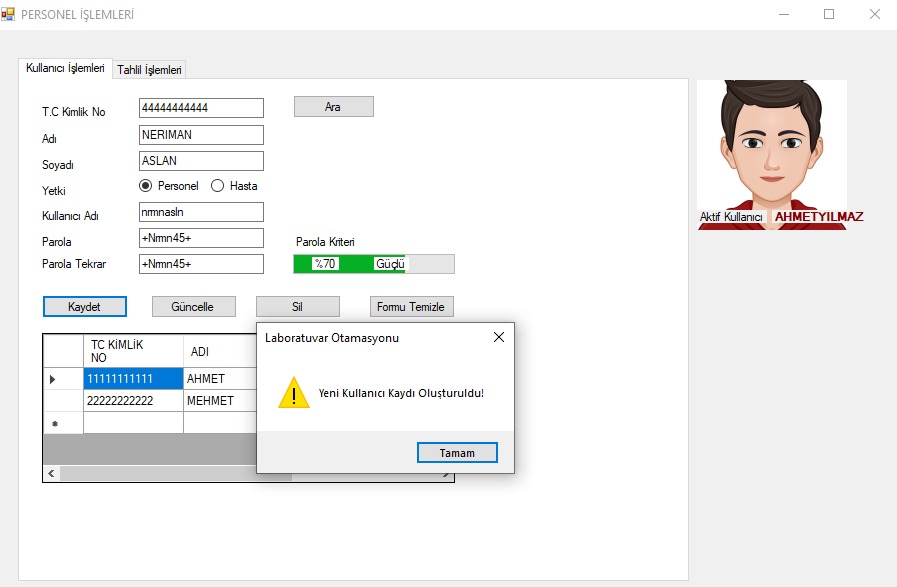 PERSONEL İŞLEMLERİ
Kullanıcı İşlemleri
Tahlil İşlemleri
T.C Kimlik No
44444444444
Ara
Adı
NERIMAN
Soyadı
ASLAN
Yetki
Personel
Hasta
Kullanıcı Adı
nrmnasln
Parola
+Nrmn45+
Parola Kriteri
Parola Tekrar
+Nrmn45+
%70
Güçlü
Kaydet
Güncelle
Sil
Formu Temizle
TC KİMLİK
NO
ADI
11111111111
AHMET
22222222222
MEHMET
Laboratuvar Otamasyonu
Yeni Kullanıcı Kaydı Oluşturuldu!
Tamam
Aktif Kullanıcı
AHMETYILMAZ